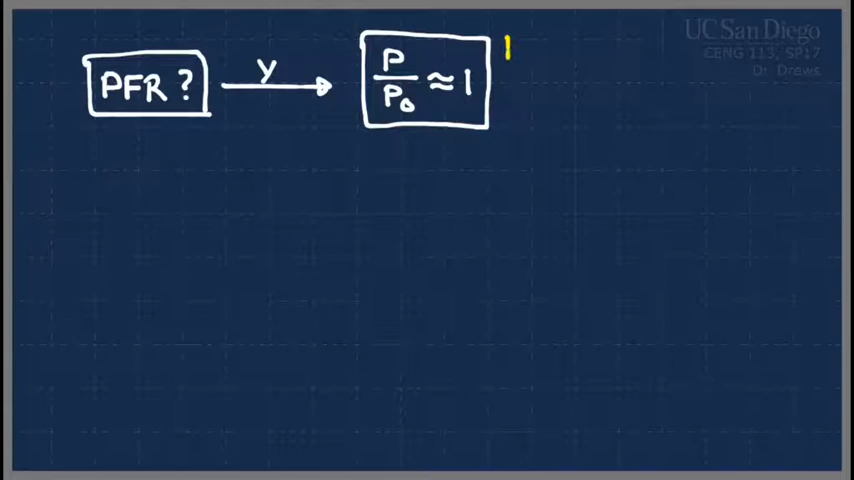 UC San Diego
CENG 113, SP17
Dr. Drews
PFR ? y P/P₀ ≈ 1